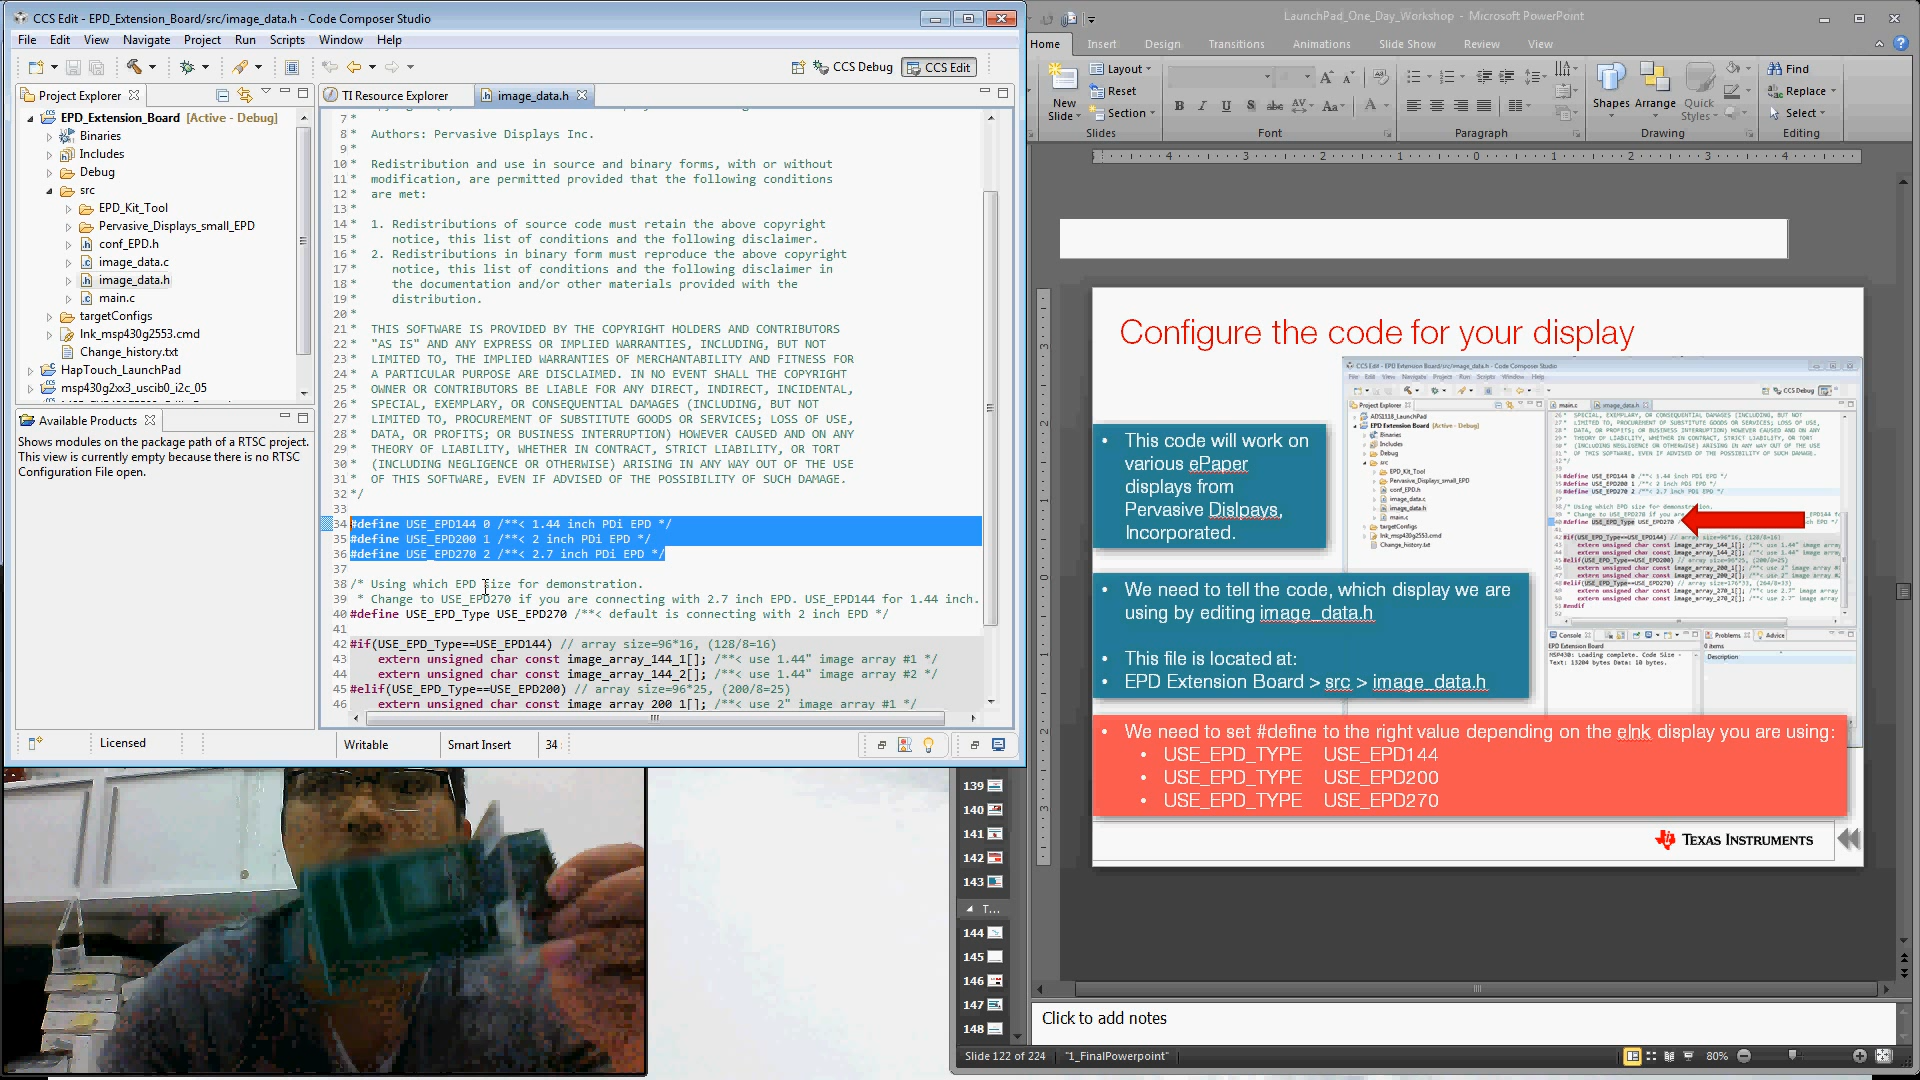 CCS Edit - EPD_Extension_Board/src/image_data.h - Code Composer Studio
File Edit View Navigate Project Run Scripts Window Help
CCS Debug CCS Edit
Project Explorer
EPD_Extension_Board [Active - Debug]
Binaries
Includes
Debug
src
EPD_Kit_Tool
Pervasive_Displays_small_EPD
conf_EPD.h
image_data.c
image_data.h
main.c
targetConfigs
lnk_msp430g2553.cmd
Change_history.txt
HapTouch_LaunchPad
msp430g2xx3_uscib0_i2c_05
Available Products
Shows modules on the package path of a RTSC project.
This view is currently empty because there is no RTSC
Configuration File open.
TI Resource Explorer image_data.h
7 *
8 * Authors: Pervasive Displays Inc.
9 *
10 * Redistribution and use in source and binary forms, with or without
11 * modification, are permitted provided that the following conditions
12 * are met:
13 *
14 * 1. Redistributions of source code must retain the above copyright
15 * notice, this list of conditions and the following disclaimer.
16 * 2. Redistributions in binary form must reproduce the above copyright
17 * notice, this list of conditions and the following disclaimer in
18 * the documentation and/or other materials provided with the
19 * distribution.
20 *
21 * THIS SOFTWARE IS PROVIDED BY THE COPYRIGHT HOLDERS AND CONTRIBUTORS
22 * "AS IS" AND ANY EXPRESS OR IMPLIED WARRANTIES, INCLUDING, BUT NOT
23 * LIMITED TO, THE IMPLIED WARRANTIES OF MERCHANTABILITY AND FITNESS FOR
24 * A PARTICULAR PURPOSE ARE DISCLAIMED. IN NO EVENT SHALL THE COPYRIGHT
25 * OWNER OR CONTRIBUTORS BE LIABLE FOR ANY DIRECT, INDIRECT, INCIDENTAL,
26 * SPECIAL, EXEMPLARY, OR CONSEQUENTIAL DAMAGES (INCLUDING, BUT NOT
27 * LIMITED TO, PROCUREMENT OF SUBSTITUTE GOODS OR SERVICES; LOSS OF USE,
28 * DATA, OR PROFITS; OR BUSINESS INTERRUPTION) HOWEVER CAUSED AND ON ANY
29 * THEORY OF LIABILITY, WHETHER IN CONTRACT, STRICT LIABILITY, OR TORT
30 * (INCLUDING NEGLIGENCE OR OTHERWISE) ARISING IN ANY WAY OUT OF THE USE
31 * OF THIS SOFTWARE, EVEN IF ADVISED OF THE POSSIBILITY OF SUCH DAMAGE.
32 */
33
34 #define USE_EPD144 0 /**< 1.44 inch PDi EPD */
35 #define USE_EPD200 1 /**< 2 inch PDi EPD */
36 #define USE_EPD270 2 /**< 2.7 inch PDi EPD */
37
38 /* Using which EPD size for demonstration.
39 * Change to USE_EPD270 if you are connecting with 2.7 inch EPD. USE_EPD144 for 1.44 inch.
40 #define USE_EPD_Type USE_EPD270 /**< default is connecting with 2 inch EPD */
41
42 #if(USE_EPD_Type==USE_EPD144) // array size=96*16, (128/8=16)
43 extern unsigned char const image_array_144_1[]; /**< use 1.44" image array #1 */
44 extern unsigned char const image_array_144_2[]; /**< use 1.44" image array #2 */
45 #elif(USE_EPD_Type==USE_EPD200) // array size=96*25, (200/8=25)
46 extern unsigned char const image_array_200_1[]; /**< use 2" image array #1 */
Licensed Writable Smart Insert 34 :
LaunchPad_One_Day_Workshop - Microsoft PowerPoint
Home Insert Design Transitions Animations Slide Show Review View
New Slide Layout Reset Section Slides
Font
Paragraph
Shapes Arrange Quick Styles Drawing
Find Replace Select Editing
Configure the code for your display
• This code will work on
various ePaper
displays from
Pervasive Dislpays,
Incorporated.
• We need to tell the code, which display we are
using by editing image_data.h
• This file is located at:
• EPD Extension Board > src > image_data.h
• We need to set #define to the right value depending on the eInk display you are using:
• USE_EPD_TYPE USE_EPD144
• USE_EPD_TYPE USE_EPD200
• USE_EPD_TYPE USE_EPD270
TEXAS INSTRUMENTS
139
140
141
142
143
T...
144
145
146
147
148
Click to add notes
Slide 122 of 224 "1_FinalPowerpoint" 80%